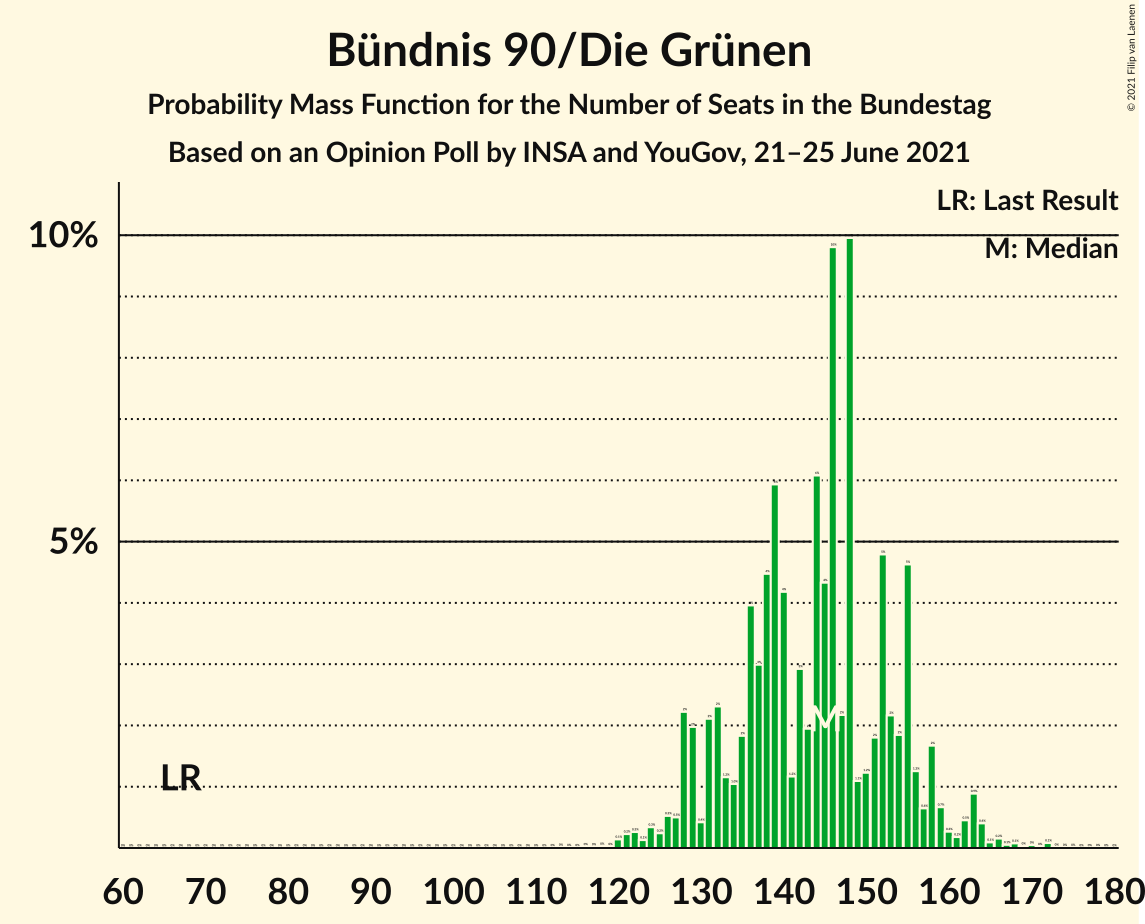 Bündnis 90/Die Grünen
Probability Mass Function for the Number of Seats in the Bundestag
Based on an Opinion Poll by INSA and YouGov, 21–25 June 2021
© 2021 Filip van Laenen
LR: Last Result
M: Median
10%
5%
LR
M
60 70 80 90 100 110 120 130 140 150 160 170 180